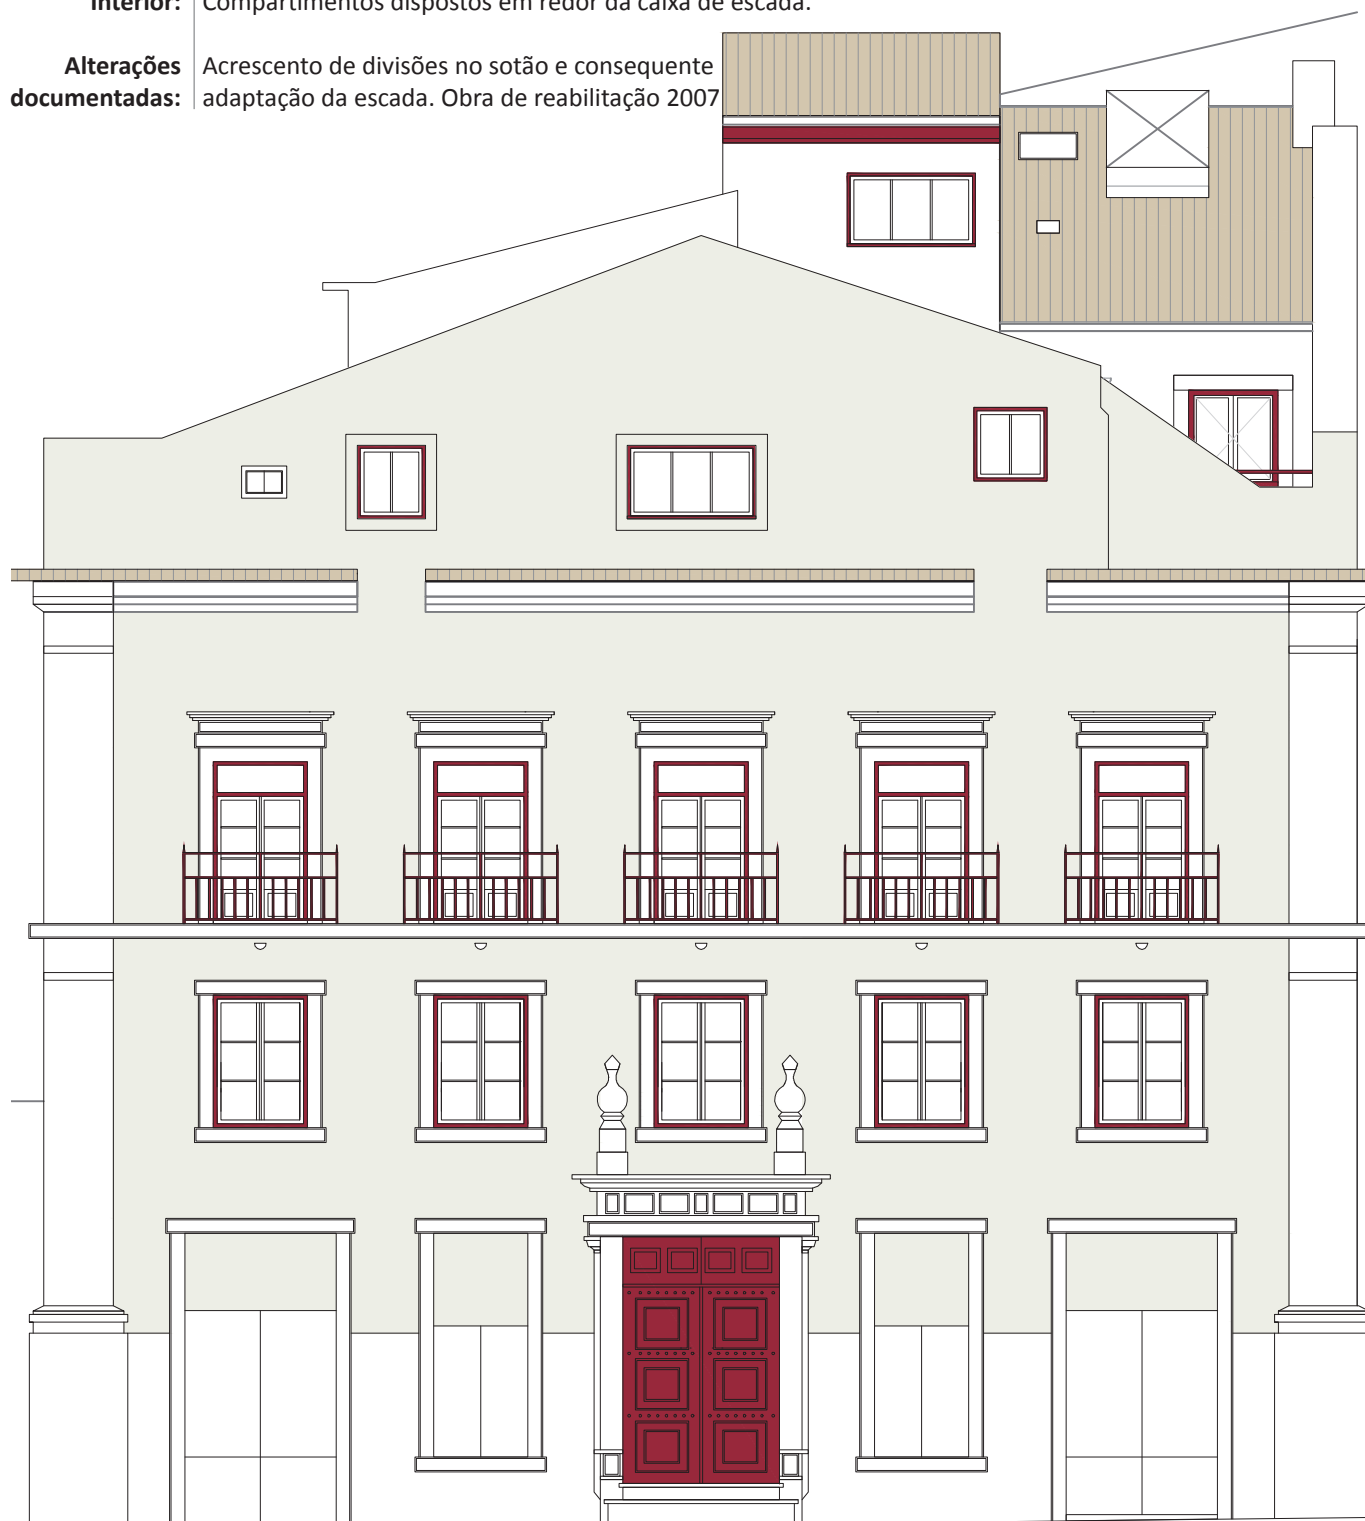 Interior: Compartimentos dispostos em redor da caixa de escada.
Alterações Acrescento de divisões no sotão e consequente
documentadas: adaptação da escada. Obra de reabilitação 2007